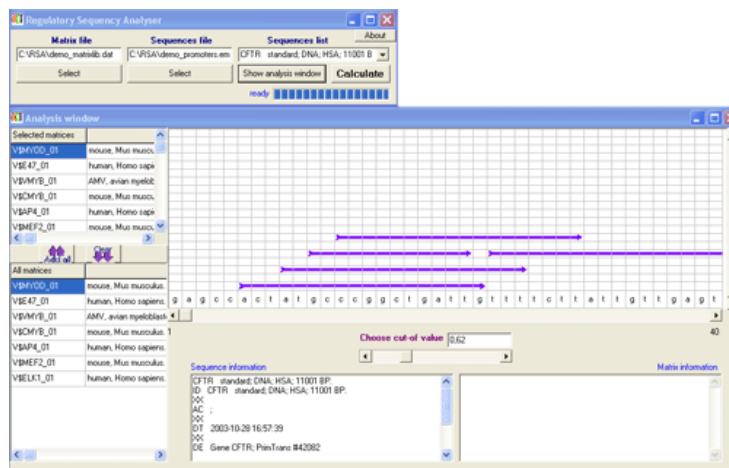 Regulatory Sequency Analyser
Matrix file
Sequences file
Sequences list
About
C:\RSA\demo_matrixlib.dat
C:\RSA\demo_promoters.em
CFTR standard; DNA; HSA; 11001 B
Select
Select
Show analysis window
Calculate
ready
Analysis window
Selected matrices
V$MYOD_01 mouse, Mus muscu
V$E47_01 human, Homo sapi
V$VMYB_01 AMV, avian myelob
V$CMYB_01 mouse, Mus muscu
V$AP4_01 human, Homo sapi
V$MEF2_01 mouse, Mus muscu
Add all
Clear
All matrices
V$MYOD_01 mouse, Mus musculus.
V$E47_01 human, Homo sapiens.
V$VMYB_01 AMV, avian myeloblast
V$CMYB_01 mouse, Mus musculus.
V$AP4_01 human, Homo sapiens.
V$MEF2_01 mouse, Mus musculus.
V$ELK1_01 human, Homo sapiens.
g a g c c a c t a t g c c c g g c t g a t t t t c t t a t t g a g t
1
40
Choose cut-of value 0,62
Sequence information
Matrix information
CFTR standard; DNA; HSA; 11001 BP.
ID CFTR standard; DNA; HSA; 11001 BP.
XX
AC ;
XX
DT 2003-10-28 16:57:39
XX
DE Gene CFTR; PrimTrans #42082